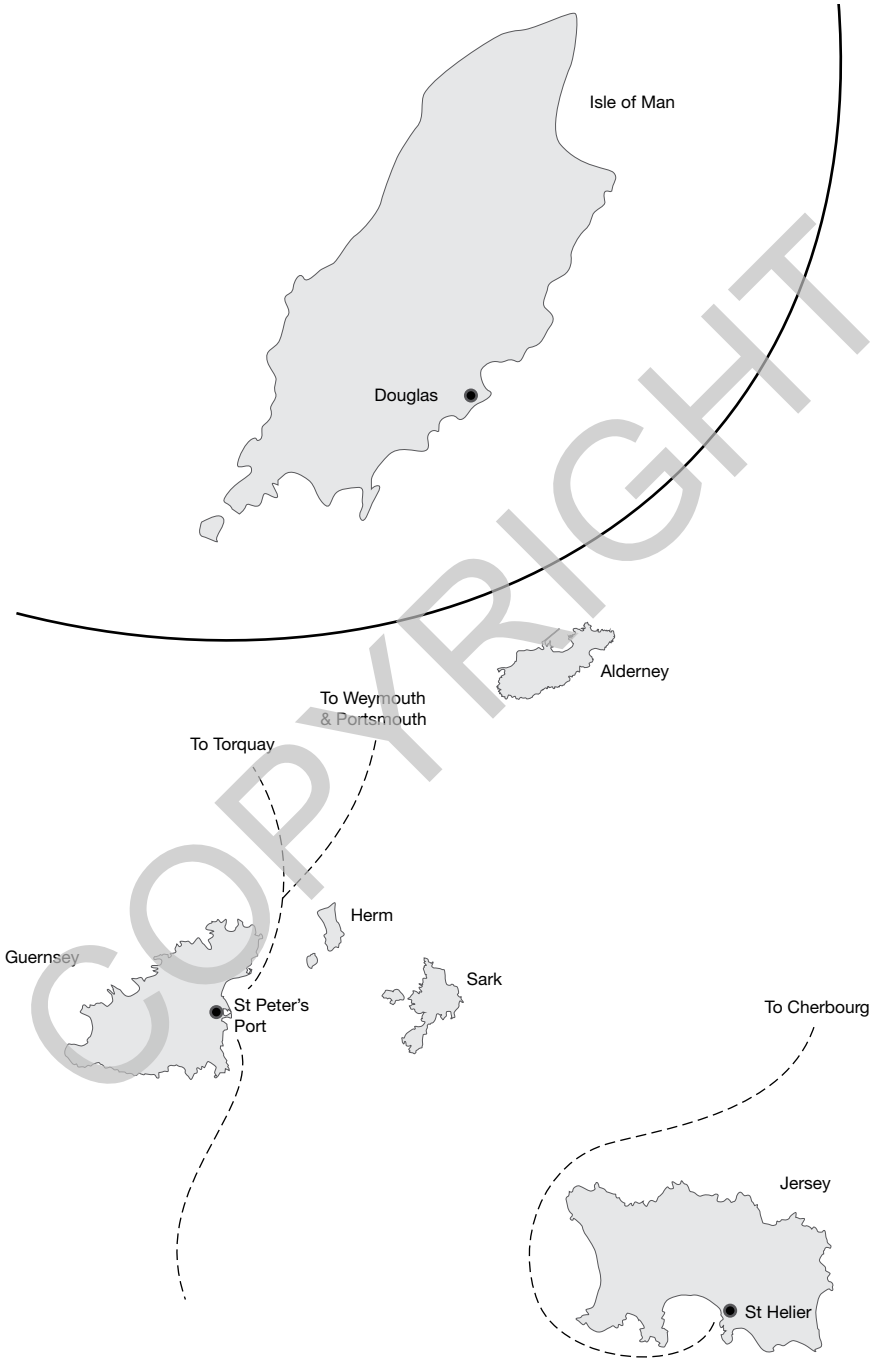 Isle of Man
Douglas
Alderney
To Weymouth
& Portsmouth
To Torquay
Herm
Guernsey
Sark
St Peter’s
Port
To Cherbourg
Jersey
St Helier
COPYRIGHT